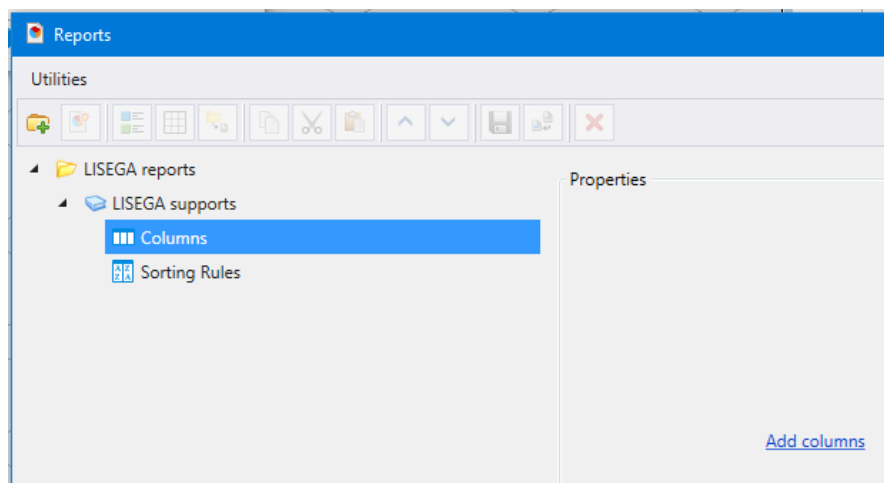 Reports
Utilities
LISEGA reports
LISEGA supports
Columns
Sorting Rules
Properties
Add columns